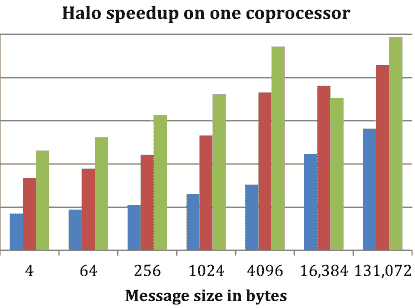 Halo speedup on one coprocessor
4 64 256 1024 4096 16,384 131,072
Message size in bytes